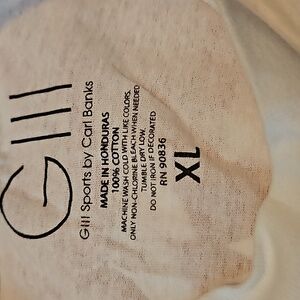 GIII
GIII Sports by Carl Banks
MADE IN HONDURAS
100% COTTON
MACHINE WASH COLD WITH LIKE COLORS.
ONLY NON-CHLORINE BLEACH WHEN NEEDED
TUMBLE DRY LOW.
DO NOT IRON IF DECORATED
RN 90836
XL